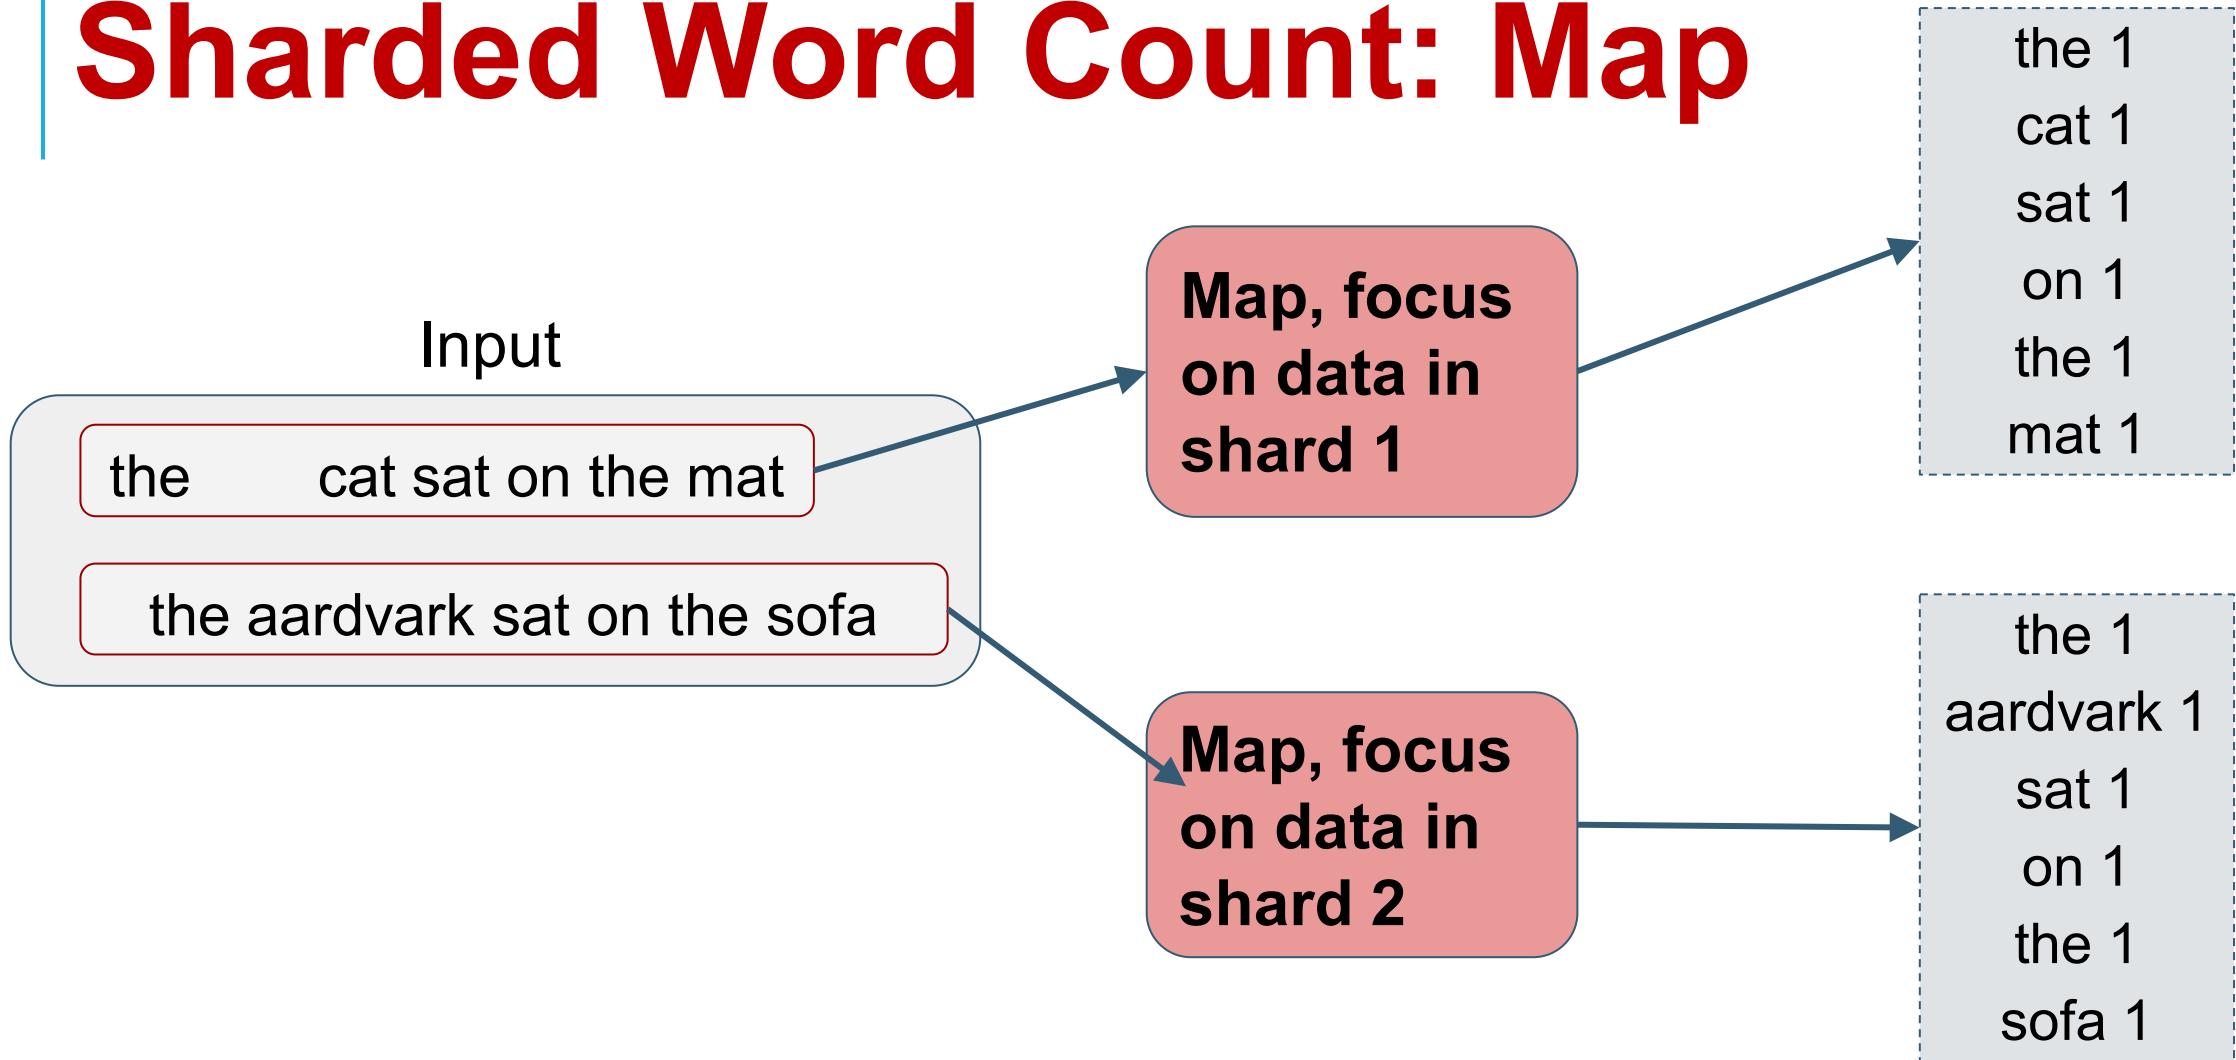 Sharded Word Count: Map
Input
the cat sat on the mat
the aardvark sat on the sofa
Map, focus
on data in
shard 1
Map, focus
on data in
shard 2
the 1
cat 1
sat 1
on 1
the 1
mat 1
the 1
aardvark 1
sat 1
on 1
the 1
sofa 1